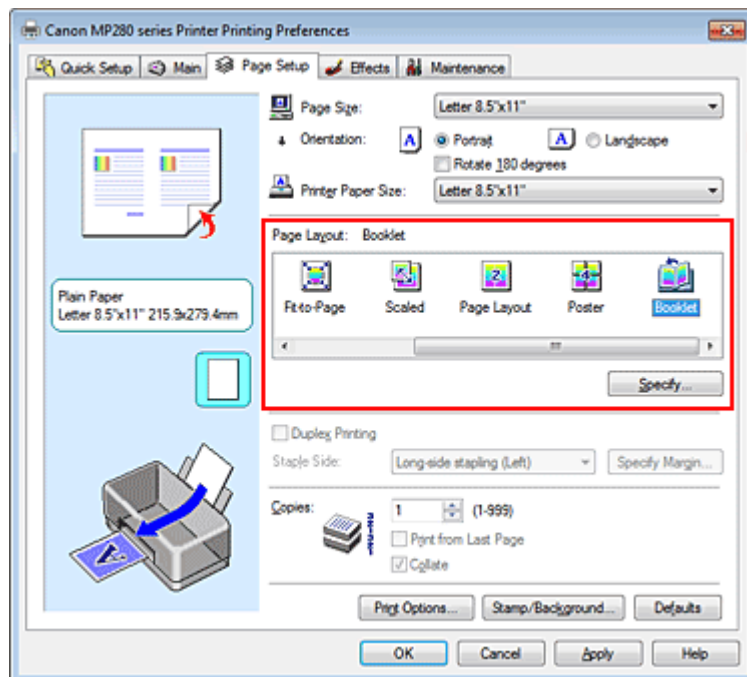 Canon MP280 series Printer Printing Preferences
Quick Setup Main Page Setup Effects Maintenance
Page Size: Letter 8.5"x11"
Orientation: A Portrait A Landscape
Rotate 180 degrees
Printer Paper Size: Letter 8.5"x11"
Page Layout: Booklet
Fit-to-Page Scaled Page Layout Poster Booklet
Specify...
Plain Paper
Letter 8.5"x11" 215.9x279.4mm
Duplex Printing
Staple Side: Long-side stapling (Left) Specify Margin...
Copies: 1 (1-999)
Print from Last Page
Collate
Print Options... Stamp/Background... Defaults
OK Cancel Apply Help